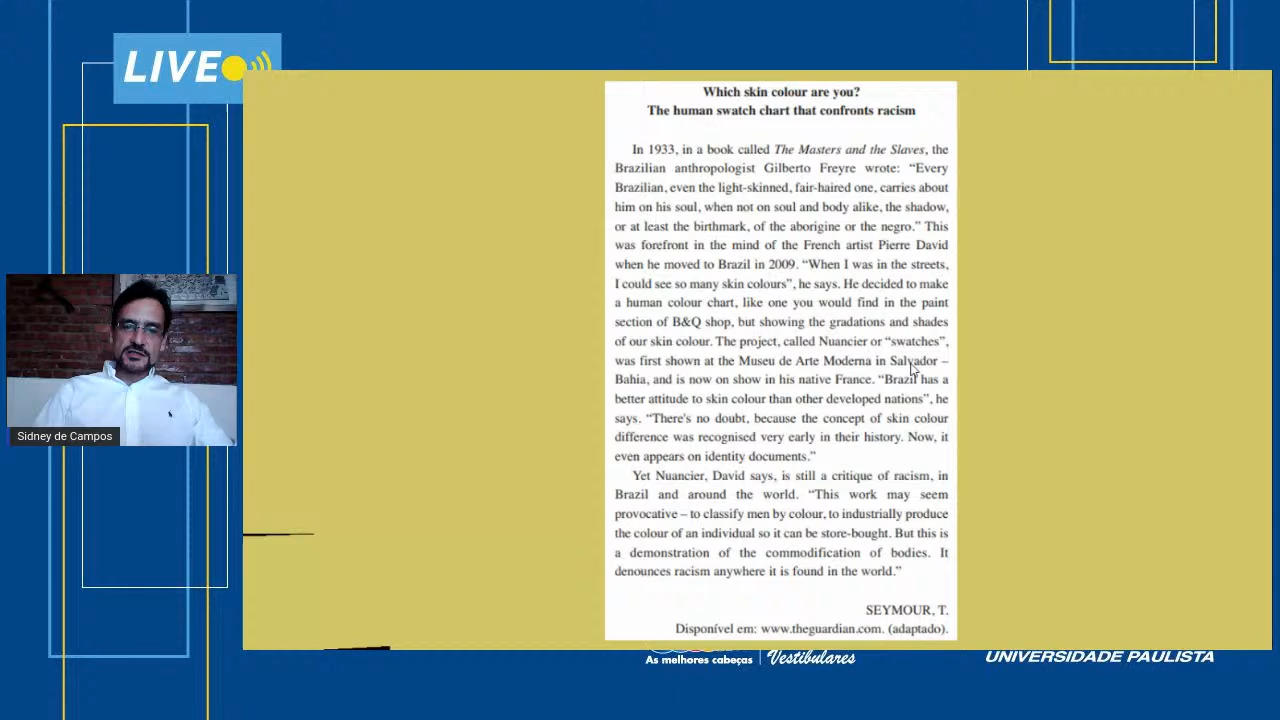 LIVE
Which skin colour are you?
The human swatch chart that confronts racism
In 1933, in a book called The Masters and the Slaves, the
Brazilian anthropologist Gilberto Freyre wrote: “Every
Brazilian, even the light-skinned, fair-haired one, carries about
him on his soul, when not on soul and body alike, the shadow,
or at least the birthmark, of the aborigine or the negro.” This
was forefront in the mind of the French artist Pierre David
when he moved to Brazil in 2009. “When I was in the streets,
I could see so many skin colours”, he says. He decided to make
a human colour chart, like one you would find in the paint
section of B&Q shop, but showing the gradations and shades
of our skin colour. The project, called Nuancier or “swatches”,
was first shown at the Museu de Arte Moderna in Salvador –
Bahia, and is now on show in his native France. “Brazil has a
better attitude to skin colour than other developed nations”, he
says. “There's no doubt, because the concept of skin colour
difference was recognised very early in their history. Now, it
even appears on identity documents.”
Yet Nuancier, David says, is still a critique of racism, in
Brazil and around the world. “This work may seem
provocative – to classify men by colour, to industrially produce
the colour of an individual so it can be store-bought. But this is
a demonstration of the commodification of bodies. It
denounces racism anywhere it is found in the world.”
SEYMOUR, T.
Disponível em: www.theguardian.com. (adaptado).
Sidney de Campos
As melhores cabeças | Vestibulares
UNIVERSIDADE PAULISTA